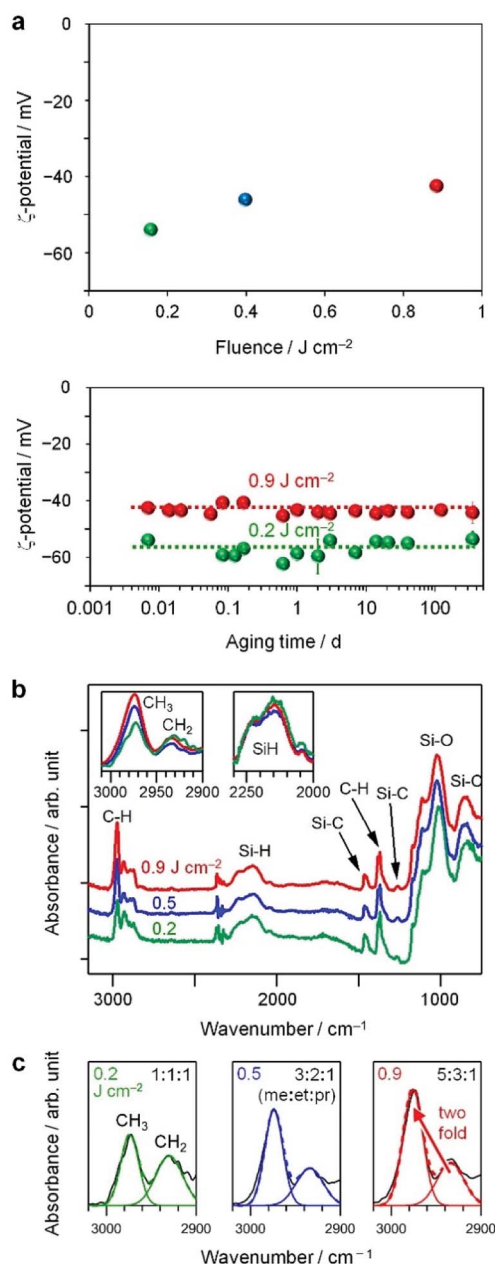 a
0
−20
−40
−60
ζ-potential / mV
0
0.2
0.4
0.6
0.8
1
Fluence / J cm⁻²
0
−20
−40
−60
ζ-potential / mV
0.9 J cm⁻²
0.2 J cm⁻²
0.001
0.01
0.1
1
10
100
Aging time / d
b
Absorbance / arb. unit
CH₃
CH₂
3000
2950
2900
SiH
2250
2000
C-H
Si-H
Si-C
C-H
Si-C
Si-O
Si-C
0.9 J cm⁻²
0.5
0.2
3000
2000
1000
Wavenumber / cm⁻¹
c
Absorbance / arb. unit
0.2
J cm⁻²
1:1:1
CH₃
CH₂
3000
2900
0.5
3:2:1
(me:et:pr)
3000
2900
0.9
5:3:1
two
fold
3000
2900
Wavenumber / cm⁻¹